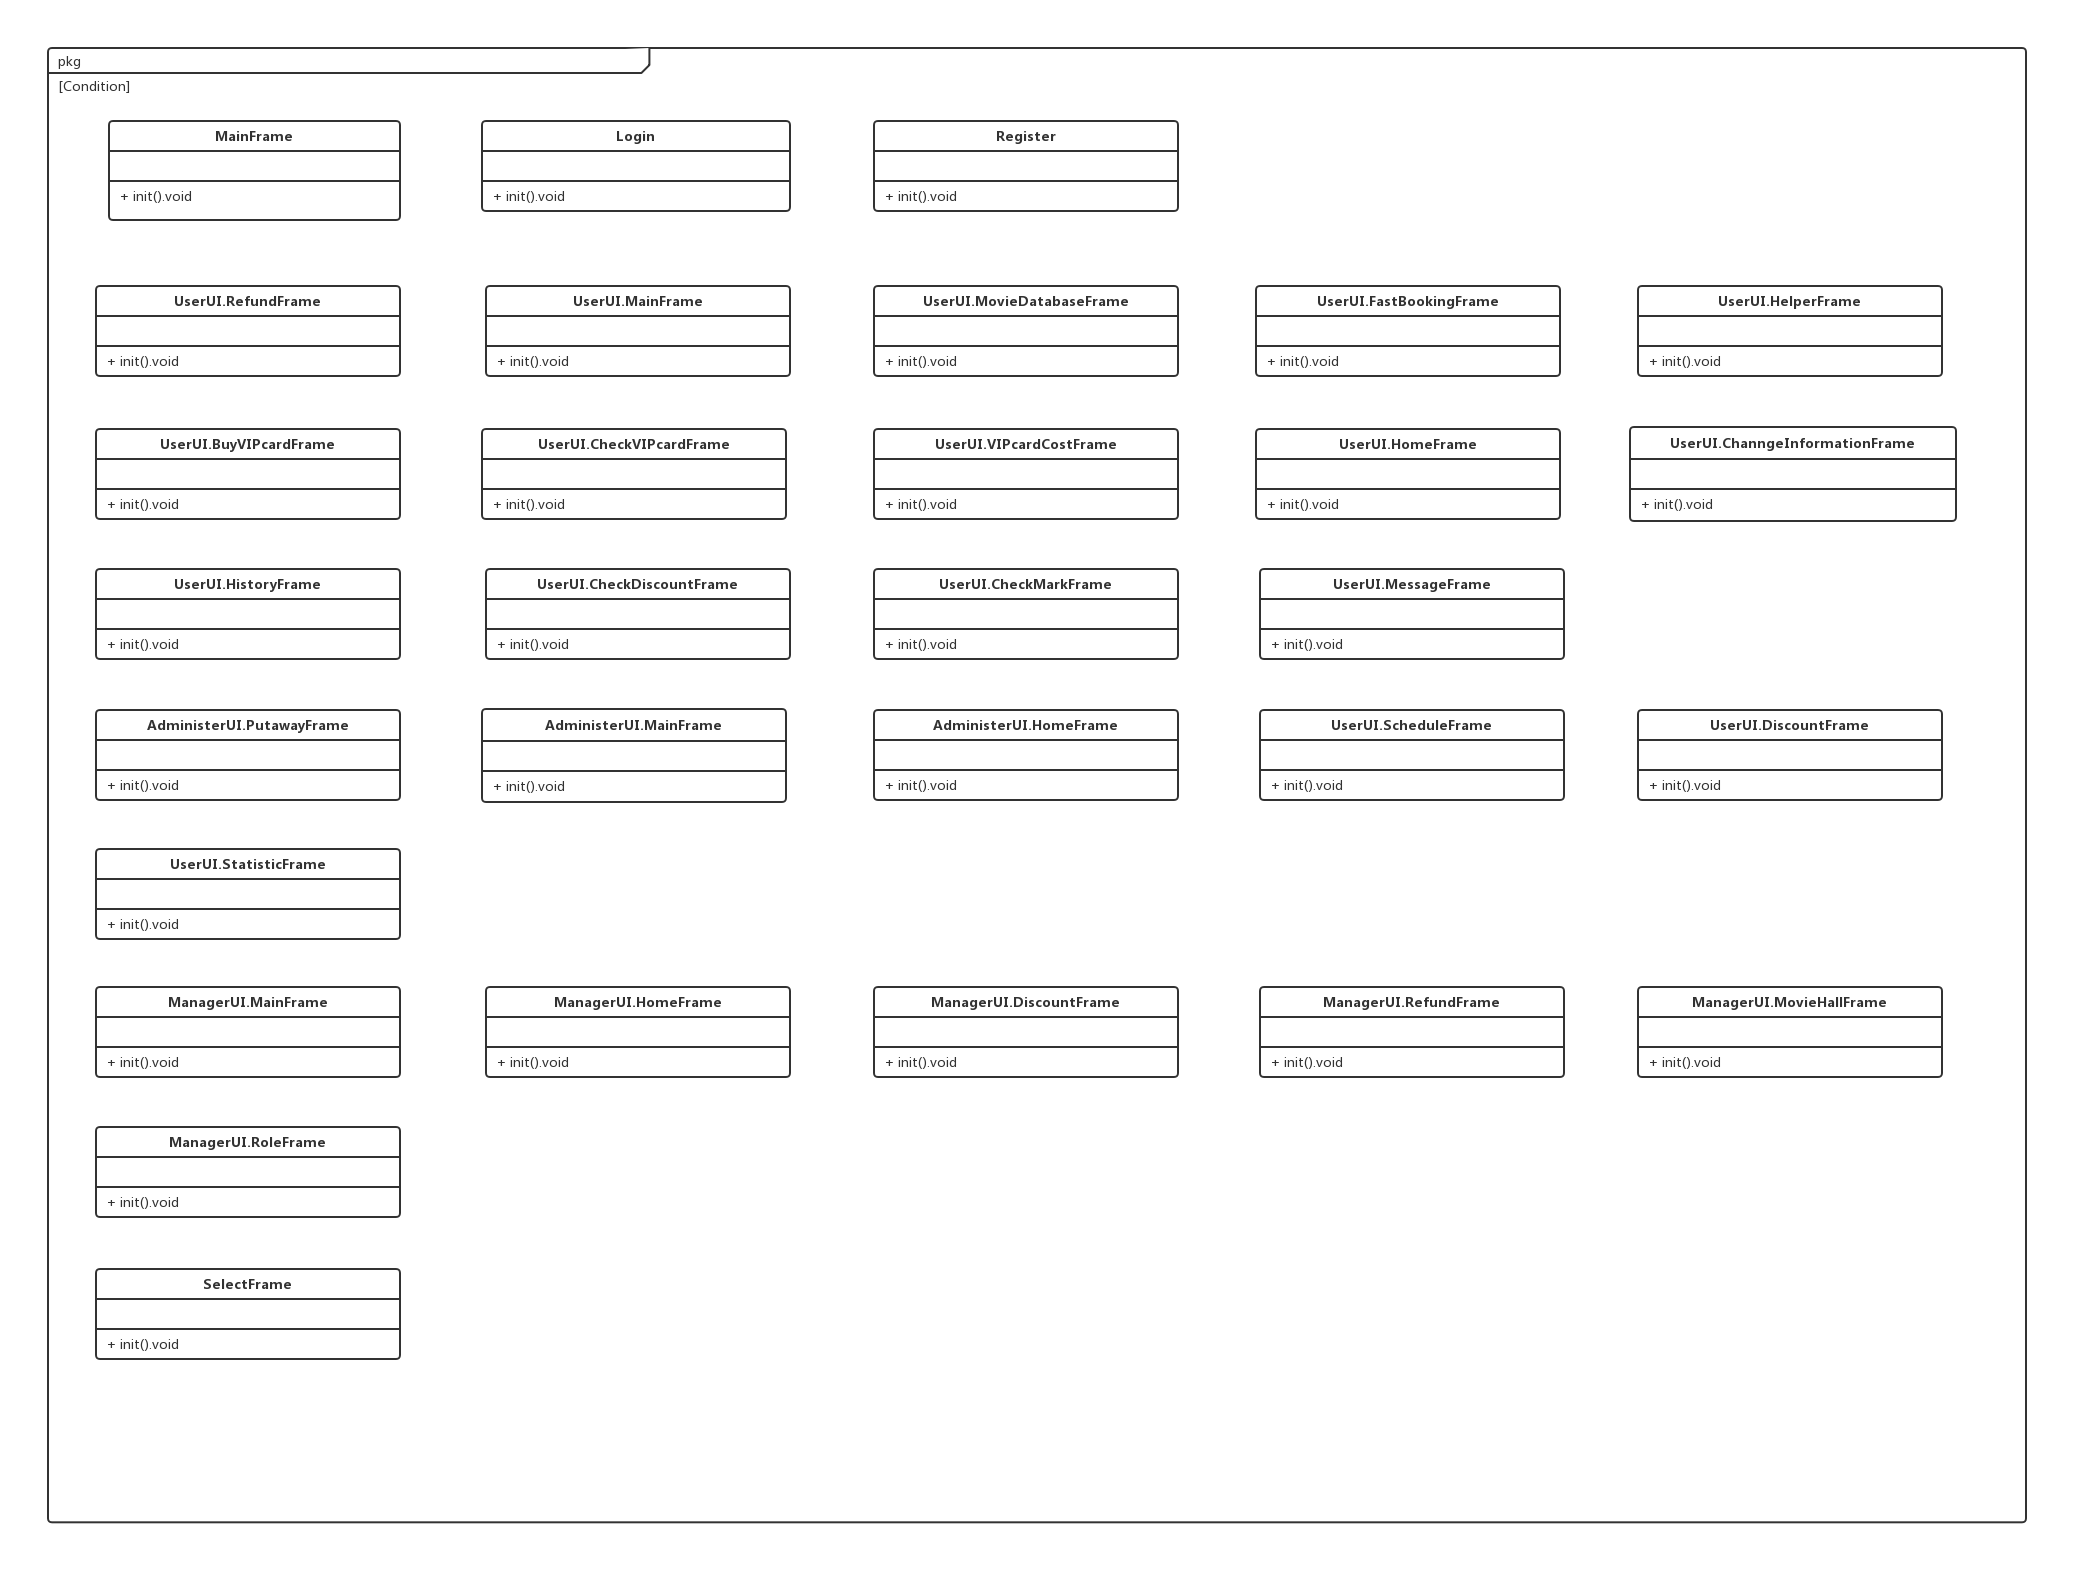 pkg
[Condition]
MainFrame
+ init().void
Login
+ init().void
Register
+ init().void
UserUI.RefundFrame
+ init().void
UserUI.MainFrame
+ init().void
UserUI.MovieDatabaseFrame
+ init().void
UserUI.FastBookingFrame
+ init().void
UserUI.HelperFrame
+ init().void
UserUI.BuyVIPcardFrame
+ init().void
UserUI.CheckVIPcardFrame
+ init().void
UserUI.VIPcardCostFrame
+ init().void
UserUI.HomeFrame
+ init().void
UserUI.ChanngeInformationFrame
+ init().void
UserUI.HistoryFrame
+ init().void
UserUI.CheckDiscountFrame
+ init().void
UserUI.CheckMarkFrame
+ init().void
UserUI.MessageFrame
+ init().void
AdministerUI.PutawayFrame
+ init().void
AdministerUI.MainFrame
+ init().void
AdministerUI.HomeFrame
+ init().void
UserUI.ScheduleFrame
+ init().void
UserUI.DiscountFrame
+ init().void
UserUI.StatisticFrame
+ init().void
ManagerUI.MainFrame
+ init().void
ManagerUI.HomeFrame
+ init().void
ManagerUI.DiscountFrame
+ init().void
ManagerUI.RefundFrame
+ init().void
ManagerUI.MovieHallFrame
+ init().void
ManagerUI.RoleFrame
+ init().void
SelectFrame
+ init().void